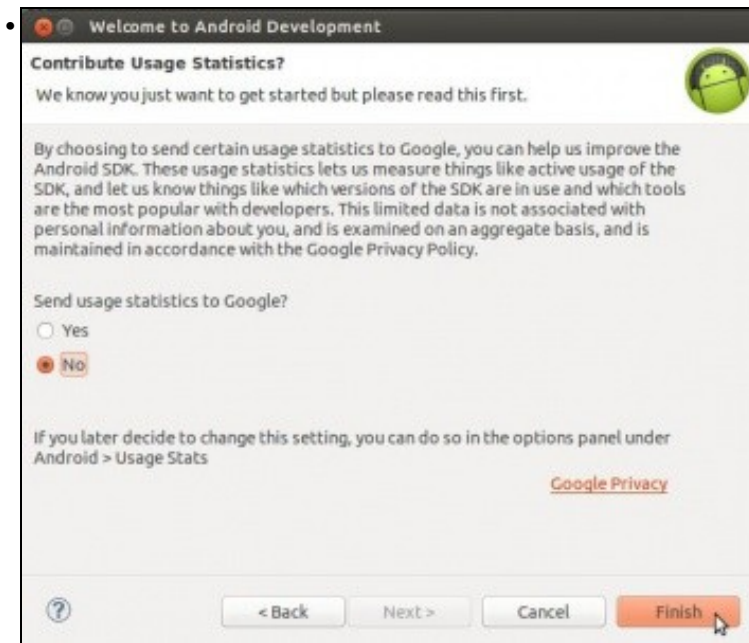 Welcome to Android Development
Contribute Usage Statistics?
We know you just want to get started but please read this first.
By choosing to send certain usage statistics to Google, you can help us improve the
Android SDK. These usage statistics lets us measure things like active usage of the
SDK, and let us know things like which versions of the SDK are in use and which tools
are the most popular with developers. This limited data is not associated with
personal information about you, and is examined on an aggregate basis, and is
maintained in accordance with the Google Privacy Policy.
Send usage statistics to Google?
Yes
No
If you later decide to change this setting, you can do so in the options panel under
Android > Usage Stats
Google Privacy
? < Back Next > Cancel Finish